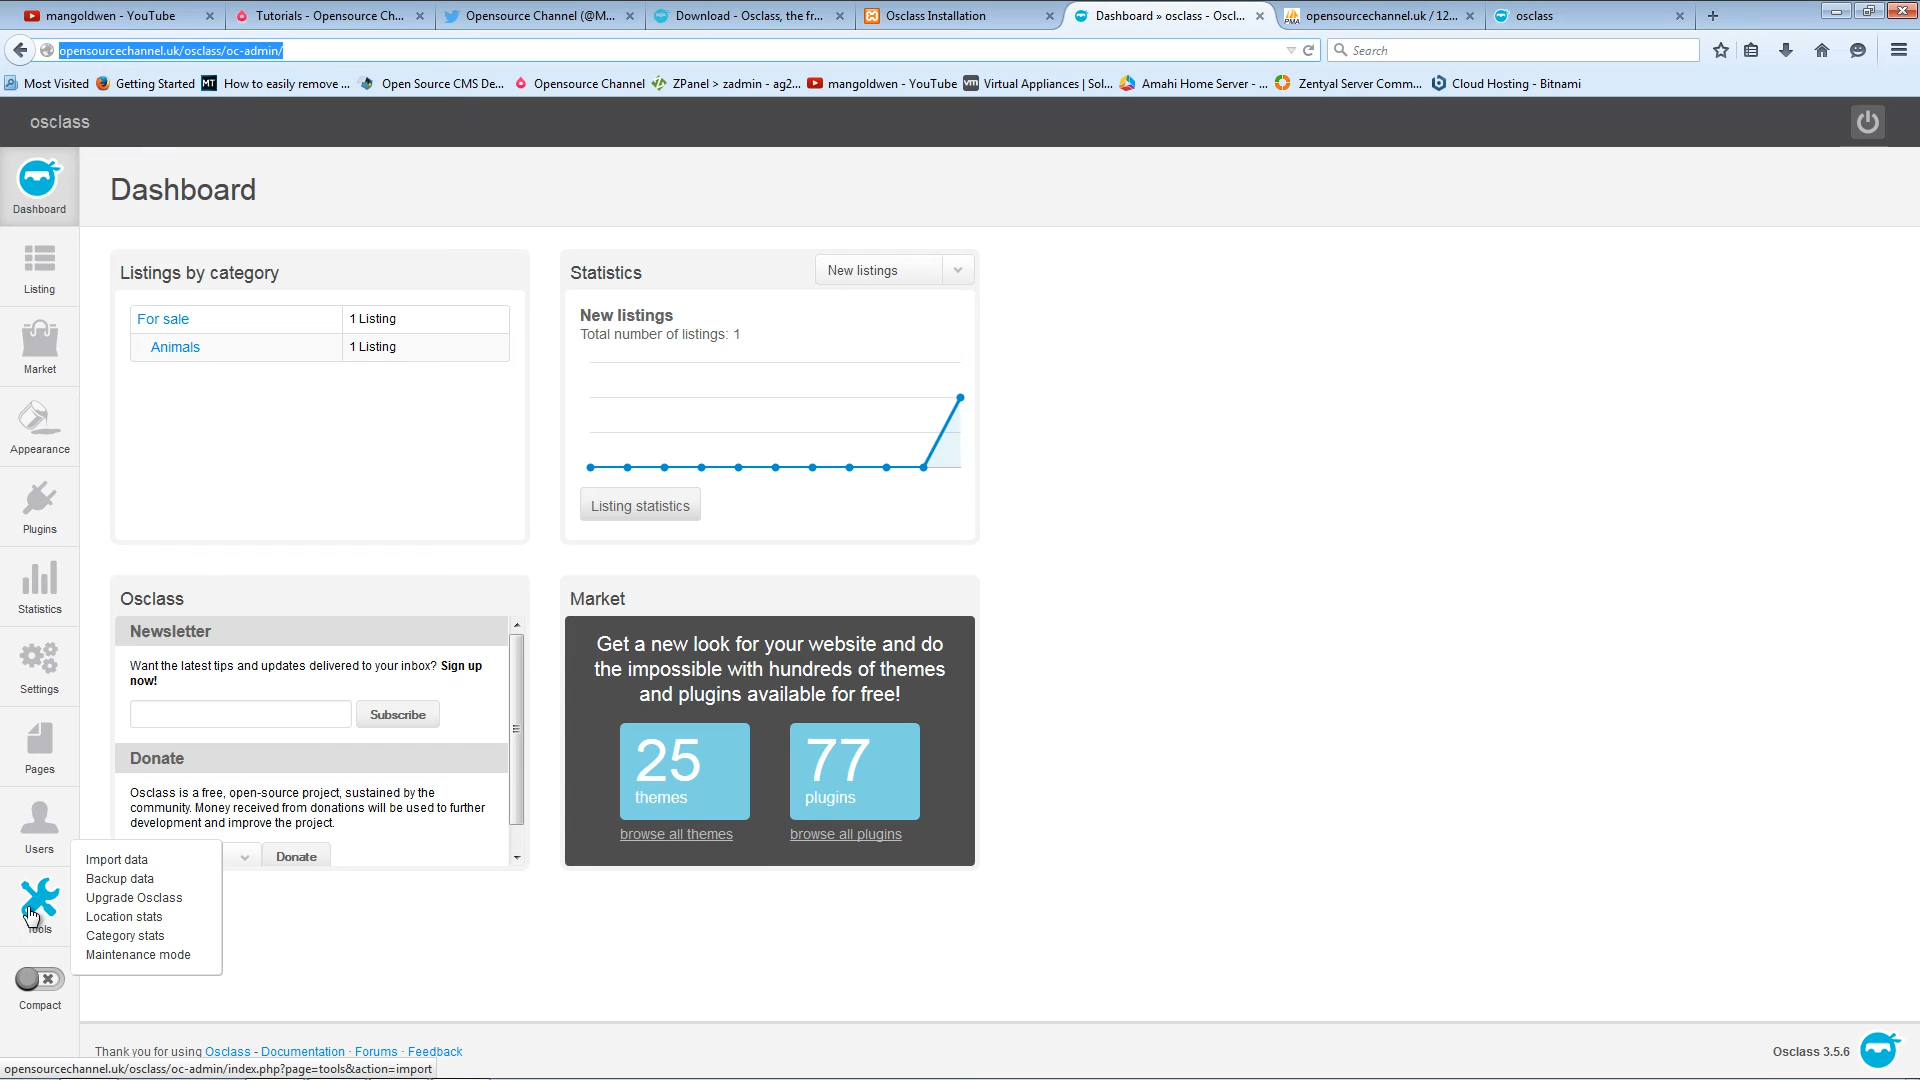 mangoldwen - YouTube
Tutorials - Opensource Ch...
Opensource Channel (@M...
Download - Osclass, the fr...
Osclass Installation
Dashboard » osclass - Oscl...
opensourcechannel.uk / 12...
osclass
opensourcechannel.uk/osclass/oc-admin/
Search
Most Visited
Getting Started
MT
How to easily remove ...
Open Source CMS De...
Opensource Channel
ZPanel > zadmin - ag2...
mangoldwen - YouTube
vm
Virtual Appliances | Sol...
Amahi Home Server - ...
Zentyal Server Comm...
Cloud Hosting - Bitnami
osclass
Dashboard
Listing
Market
Appearance
Plugins
Statistics
Settings
Pages
Users
Tools
Compact
Dashboard
Listings by category
For sale 1 Listing
Animals 1 Listing
Statistics
New listings
New listings
Total number of listings: 1
Listing statistics
Osclass
Newsletter
Want the latest tips and updates delivered to your inbox? Sign up
now!
Subscribe
Donate
Osclass is a free, open-source project, sustained by the
community. Money received from donations will be used to further
development and improve the project.
Donate
Market
Get a new look for your website and do
the impossible with hundreds of themes
and plugins available for free!
25
themes
browse all themes
77
plugins
browse all plugins
Import data
Backup data
Upgrade Osclass
Location stats
Category stats
Maintenance mode
Thank you for using Osclass - Documentation · Forums · Feedback
Osclass 3.5.6
opensourcechannel.uk/osclass/oc-admin/index.php?page=tools&action=import